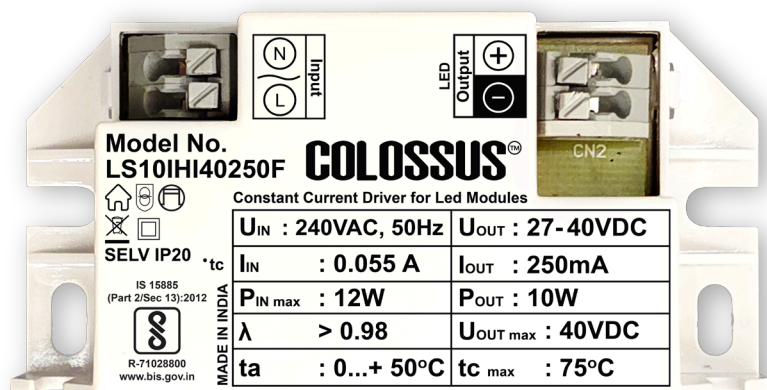 N
L
Input
LED
Output
+
−
CN2
Model No.
LS10IHI40250F
COLOSSUS™
Constant Current Driver for Led Modules
SELV IP20
·tc
IS 15885
(Part 2/Sec 13):2012
R-71028800
www.bis.gov.in
MADE IN INDIA
UIN : 240VAC, 50Hz UOUT : 27-40VDC
IIN : 0.055 A IOUT : 250mA
PIN max : 12W POUT : 10W
λ > 0.98 UOUT max : 40VDC
ta : 0...+ 50°C tc max : 75°C